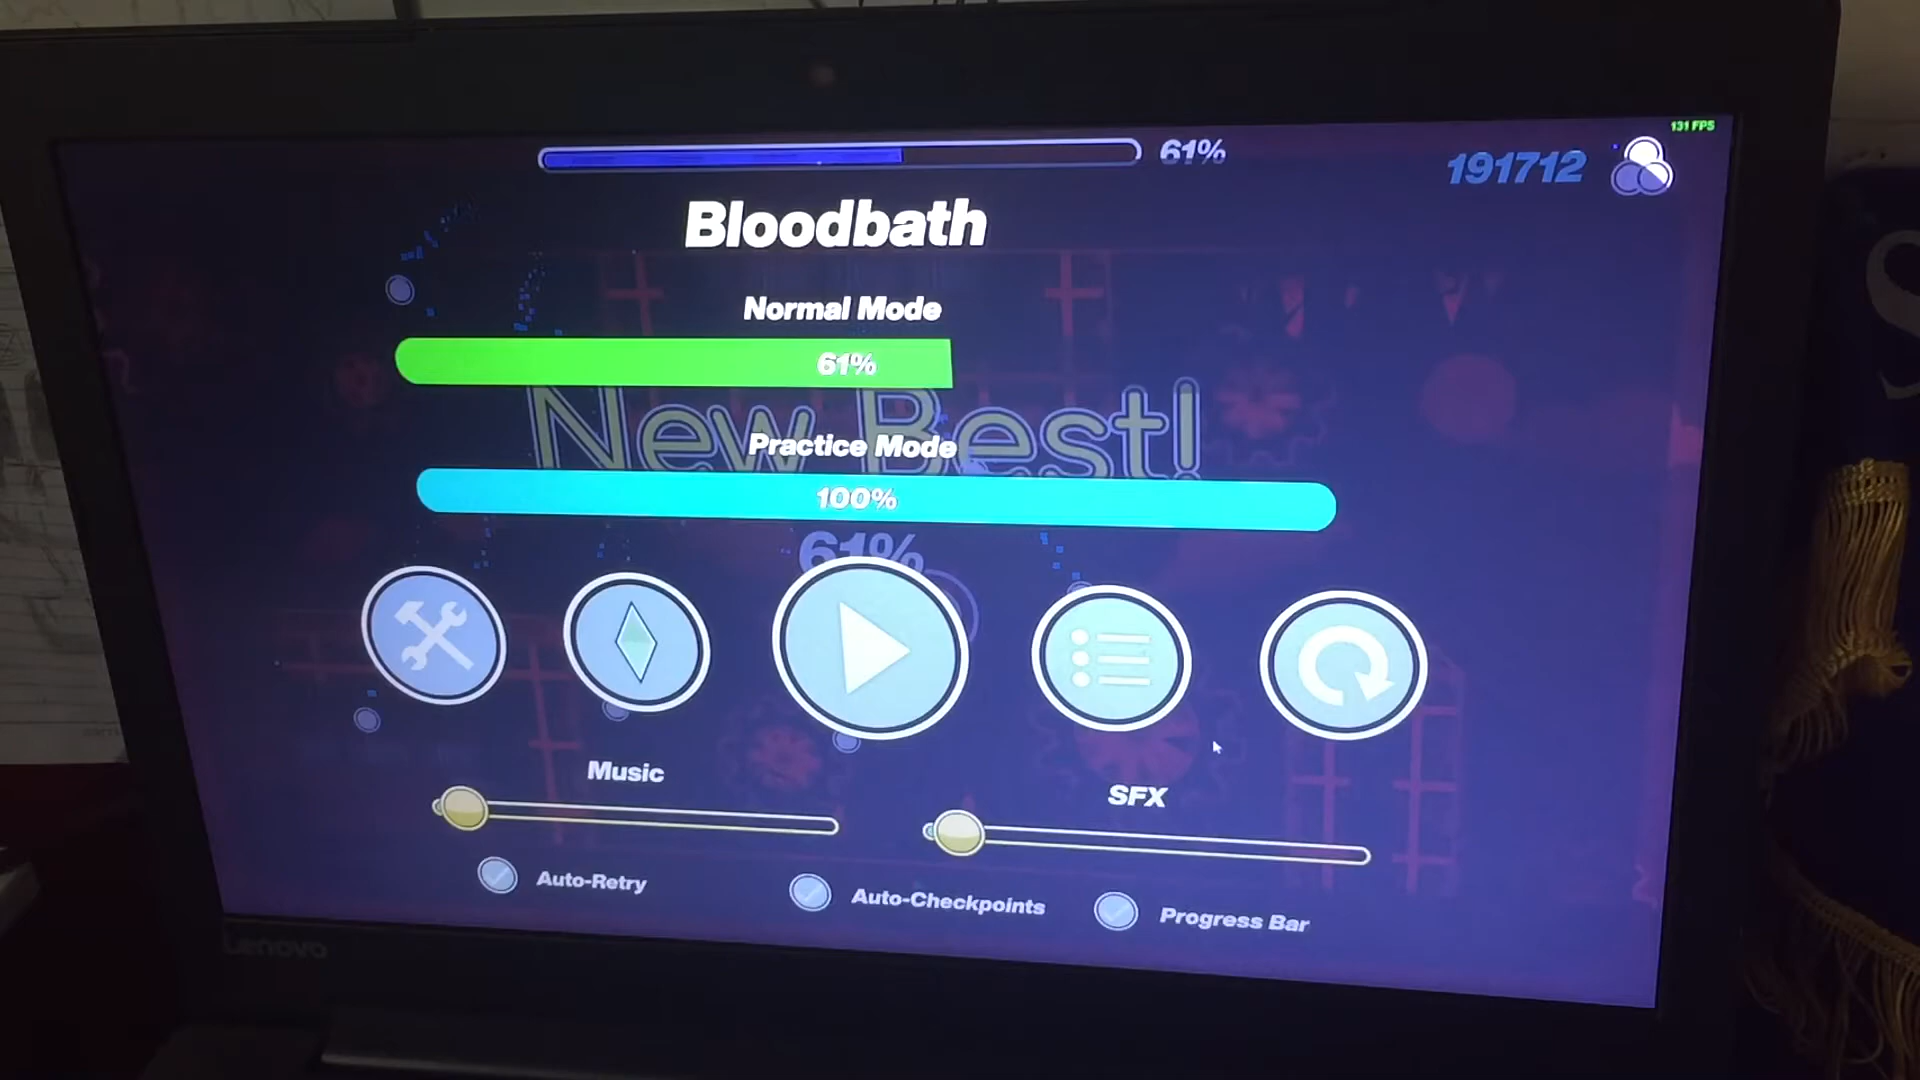 131 FPS
61%
191712
Bloodbath
Normal Mode
61%
New Best!
Practice Mode
100%
61%
Music
SFX
Auto-Retry
Auto-Checkpoints
Progress Bar
Lenovo